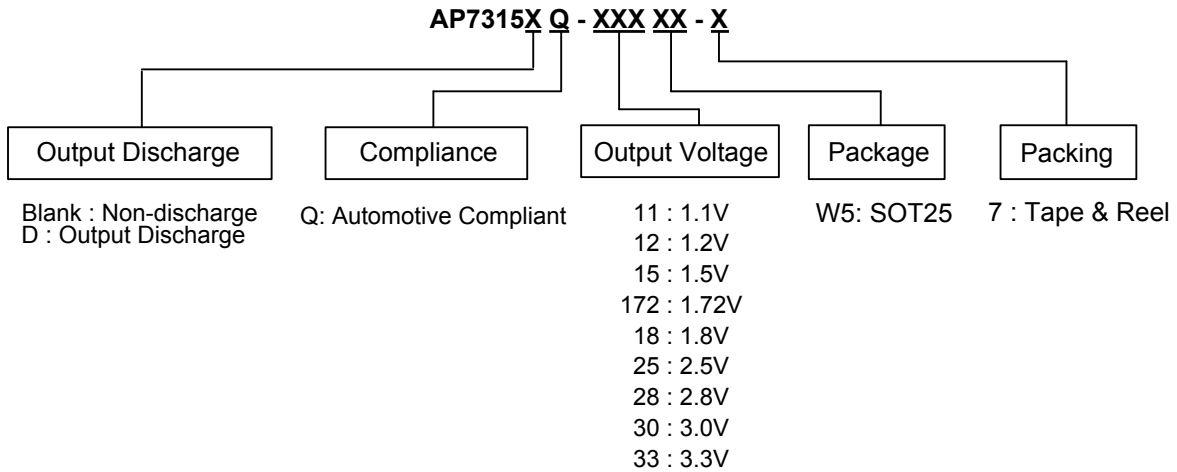 AP7315X Q - XXX XX - X
Output Discharge
Compliance
Output Voltage
Package
Packing
Blank : Non-discharge
D : Output Discharge
Q: Automotive Compliant
11 : 1.1V
12 : 1.2V
15 : 1.5V
172 : 1.72V
18 : 1.8V
25 : 2.5V
28 : 2.8V
30 : 3.0V
33 : 3.3V
W5: SOT25
7 : Tape & Reel